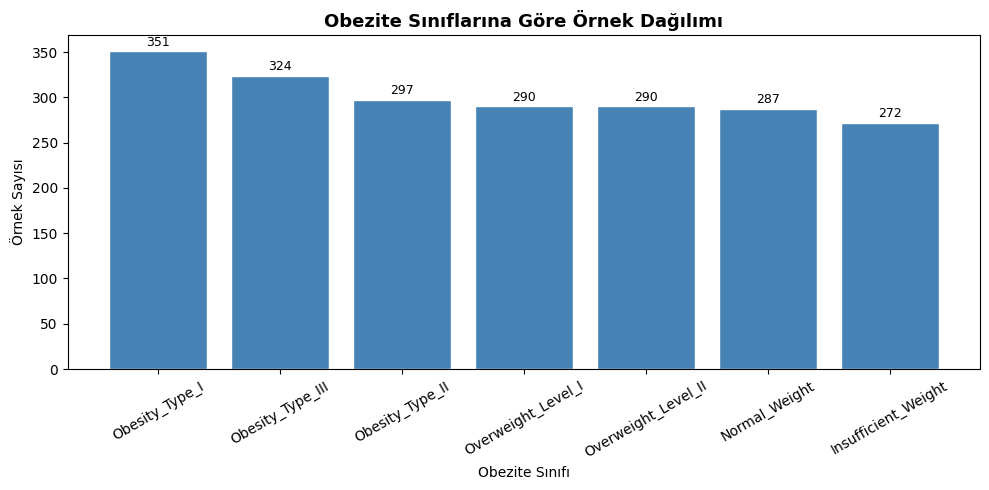 Obezite Sınıflarına Göre Örnek Dağılımı
351
324
297
290
290
287
272
350
300
250
200
150
100
50
0
Örnek Sayısı
Obesity_Type_I
Obesity_Type_III
Obesity_Type_II
Overweight_Level_I
Overweight_Level_II
Normal_Weight
Insufficient_Weight
Obezite Sınıfı